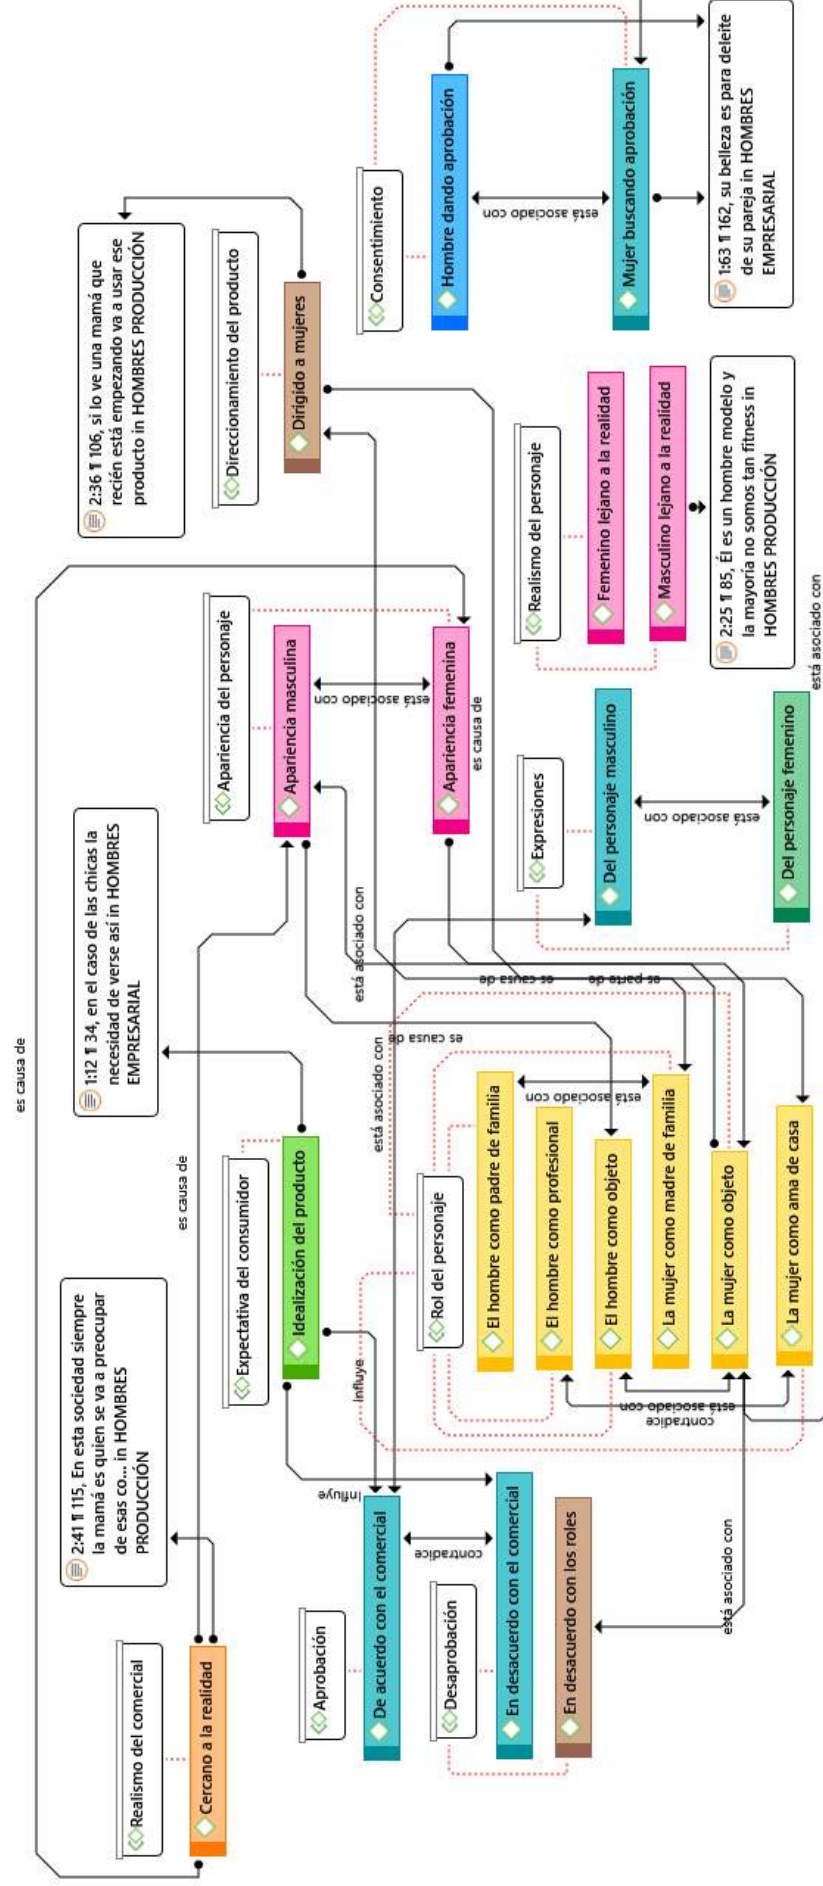 es causa de
2:41 ¶ 115, En esta sociedad siempre
la mamá es quien se va a preocupar
de esas co... in HOMBRES
PRODUCCIÓN
1:12 ¶ 34, en el caso de las chicas la
necesidad de verse así in HOMBRES
EMPRESARIAL
2:36 ¶ 106, si lo ve una mamá que
recién está empezando va a usar ese
producto in HOMBRES PRODUCCIÓN
Realismo del comercial
es causa de
Cercano a la realidad
Expectativa del consumidor
Idealización del producto
Apariencia del personaje
Apariencia masculina
Direccionamiento del producto
Dirigido a mujeres
está asociado con
Apariencia femenina
es causa de
Aprobación
De acuerdo con el comercial
Influye
Influye
está asociado con
está asociado con
contradice
Desaprobación
En desacuerdo con el comercial
En desacuerdo con los roles
está asociado con
Rol del personaje
es causa de
es causa de
es parte de
El hombre como padre de familia
está asociado con
El hombre como profesional
El hombre como objeto
La mujer como madre de familia
La mujer como objeto
La mujer como ama de casa
está asociado con
contradice
Expresiones
Del personaje masculino
está asociado con
Del personaje femenino
está asociado con
Realismo del personaje
Femenino lejano a la realidad
Masculino lejano a la realidad
2:25 ¶ 85, Él es un hombre modelo y
la mayoría no somos tan fitness in
HOMBRES PRODUCCIÓN
Consentimiento
Hombre dando aprobación
está asociado con
Mujer buscando aprobación
1:63 ¶ 162, su belleza es para deleite
de su pareja in HOMBRES
EMPRESARIAL